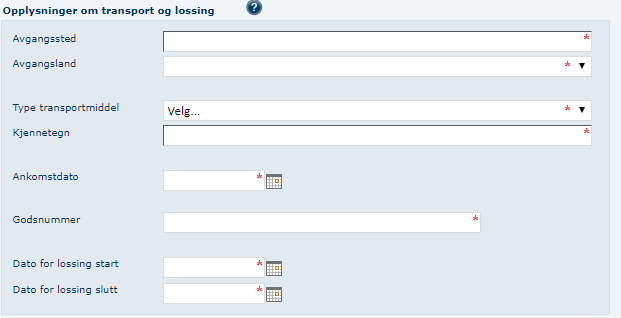 Opplysninger om transport og lossing ?
Avgangssted *
Avgangsland *
Type transportmiddel Velg... *
Kjennetegn *
Ankomstdato *
Godsnummer *
Dato for lossing start *
Dato for lossing slutt *